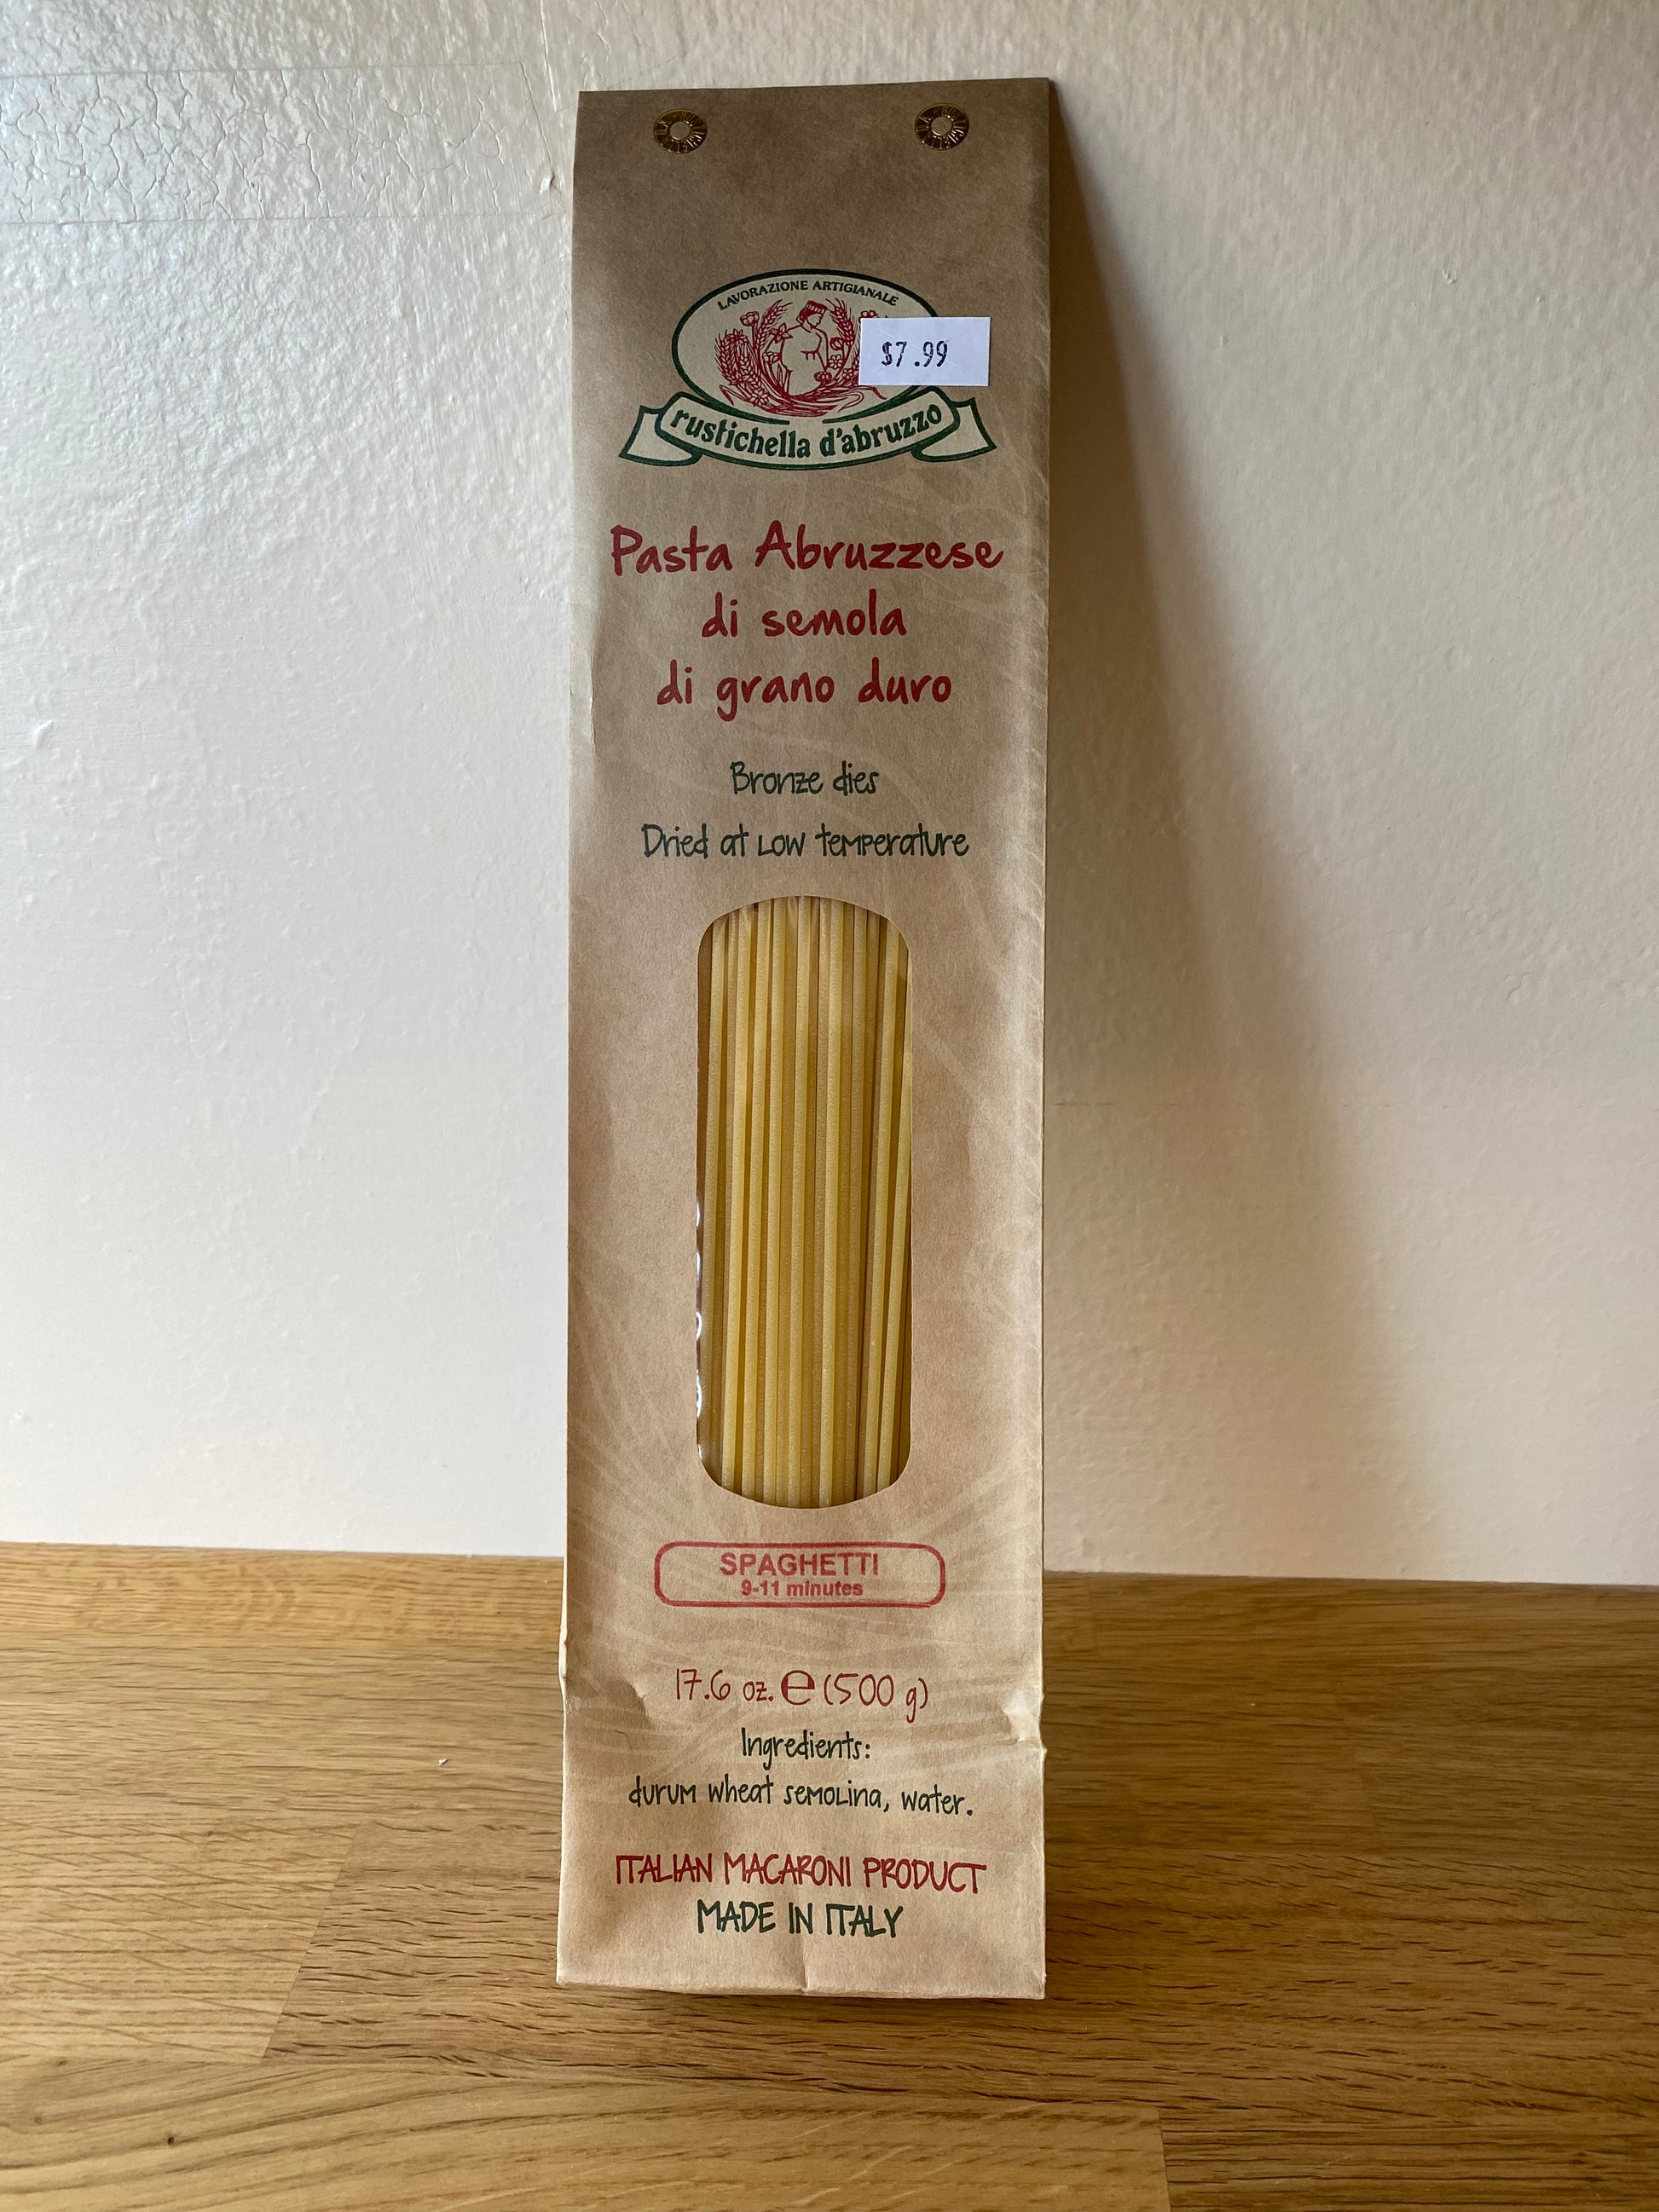 LAVORAZIONE ARTIGIANALE
$7.99
rustichella d'abruzzo
Pasta Abruzzese
di semola
di grano duro
Bronze dies
Dried at low temperature
SPAGHETTI
9-11 minutes
17.6 oz. e (500 g)
Ingredients:
durum wheat semolina, water.
ITALIAN MACARONI PRODUCT
MADE IN ITALY